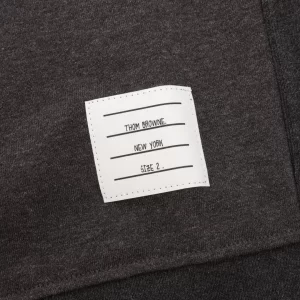 THOM BROWNE.
NEW YORK
SIZE 2.